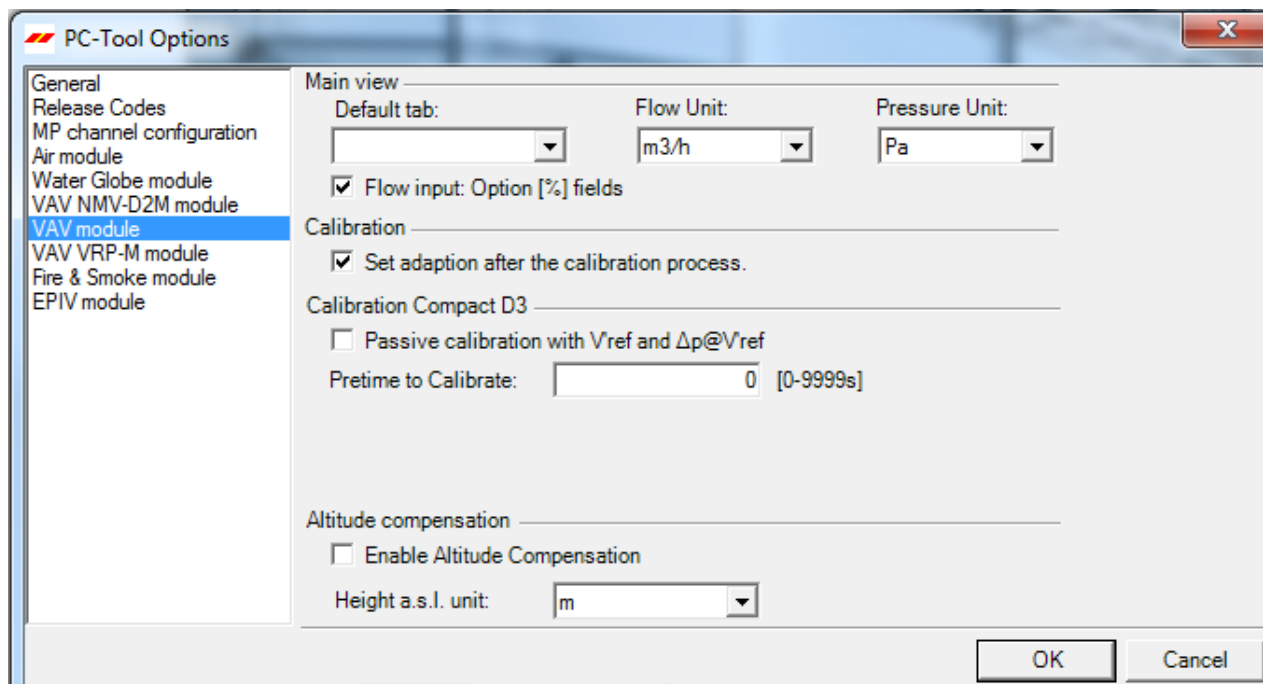 PC-Tool Options
General
Release Codes
MP channel configuration
Air module
Water Globe module
VAV NMV-D2M module
VAV module
VAV VRP-M module
Fire & Smoke module
EPIV module
Main view
Default tab: Flow Unit: Pressure Unit:
m3/h Pa
Flow input: Option [%] fields
Calibration
Set adaption after the calibration process.
Calibration Compact D3
Passive calibration with V'ref and Δp@V'ref
Pretime to Calibrate: 0 [0-9999s]
Altitude compensation
Enable Altitude Compensation
Height a.s.l. unit: m
OK Cancel